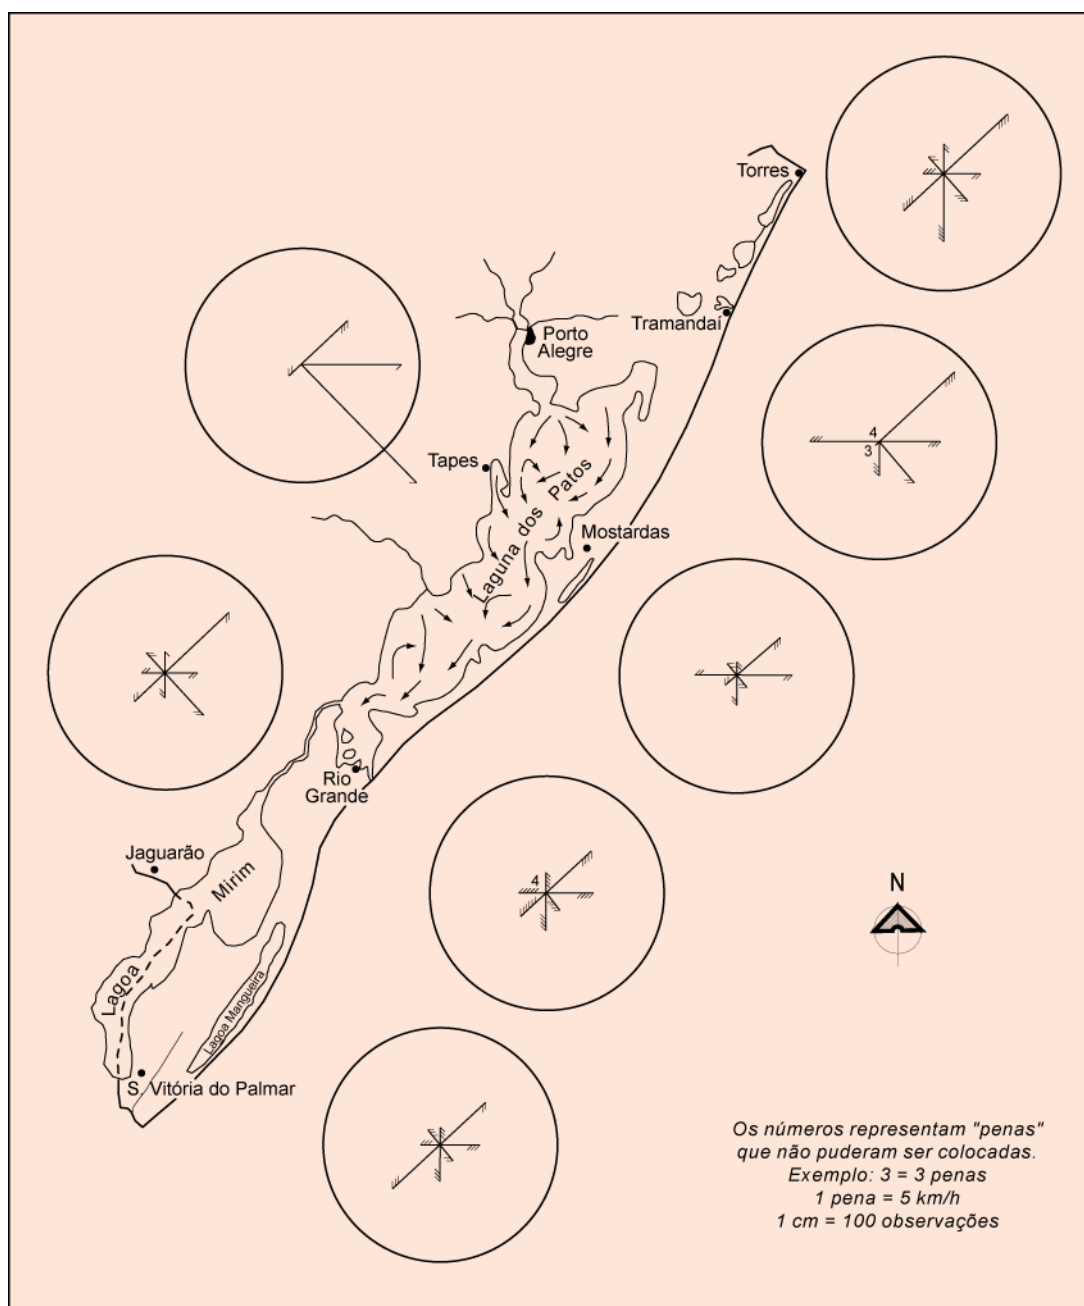 Torres
Tramandaí
Porto
Alegre
4
3
Tapes
Laguna dos Patos
Mostardas
Rio
Grande
Jaguarão
4
N
Lagoa Mirim
Lagoa Mangueira
S. Vitória do Palmar
Os números representam "penas"
que não puderam ser colocadas.
Exemplo: 3 = 3 penas
1 pena = 5 km/h
1 cm = 100 observações